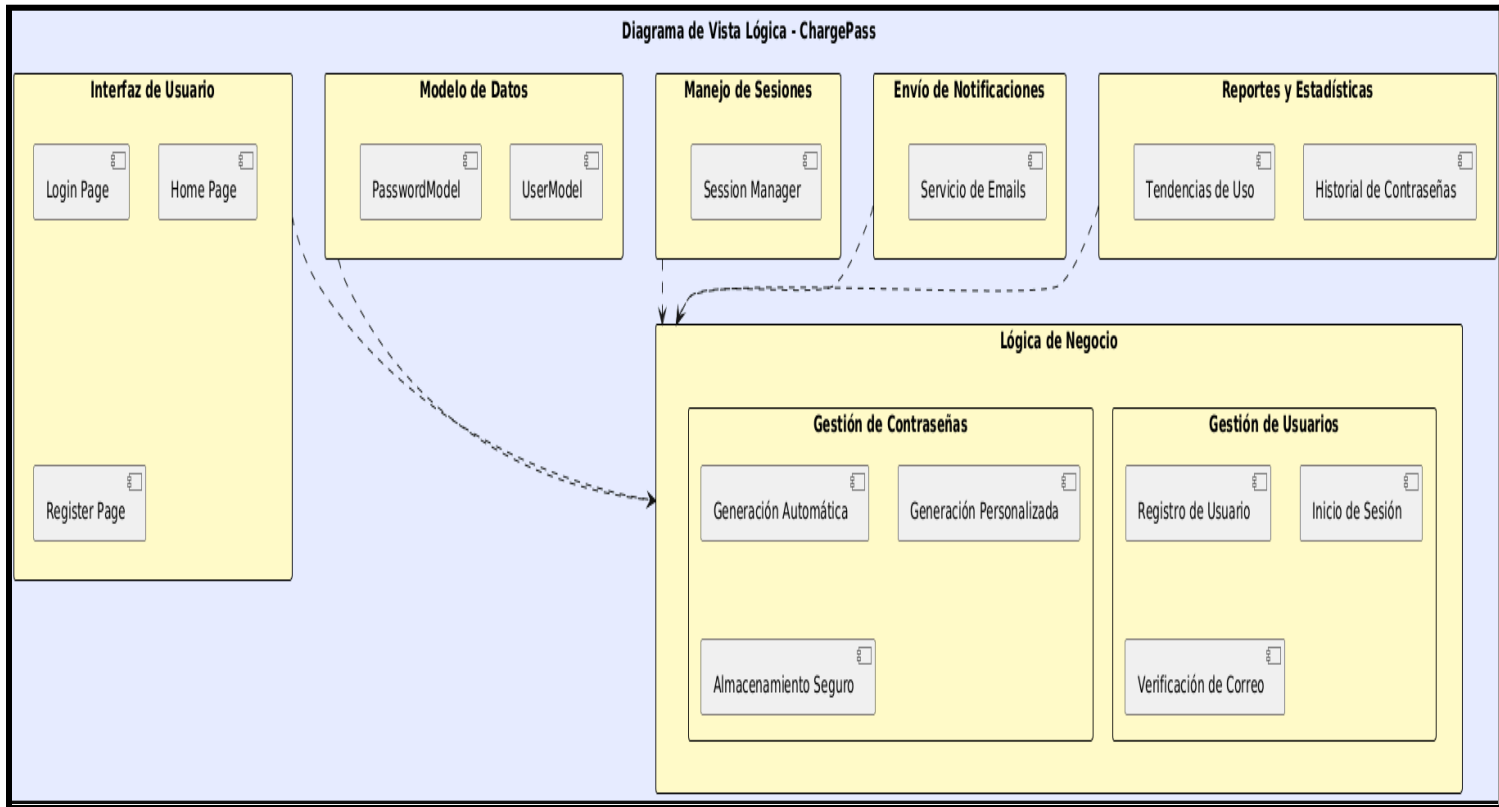 Diagrama de Vista Lógica - ChargePass
Interfaz de Usuario
Login Page
Home Page
Register Page
Modelo de Datos
PasswordModel
UserModel
Manejo de Sesiones
Session Manager
Envío de Notificaciones
Servicio de Emails
Reportes y Estadísticas
Tendencias de Uso
Historial de Contraseñas
Lógica de Negocio
Gestión de Contraseñas
Generación Automática
Generación Personalizada
Almacenamiento Seguro
Gestión de Usuarios
Registro de Usuario
Inicio de Sesión
Verificación de Correo